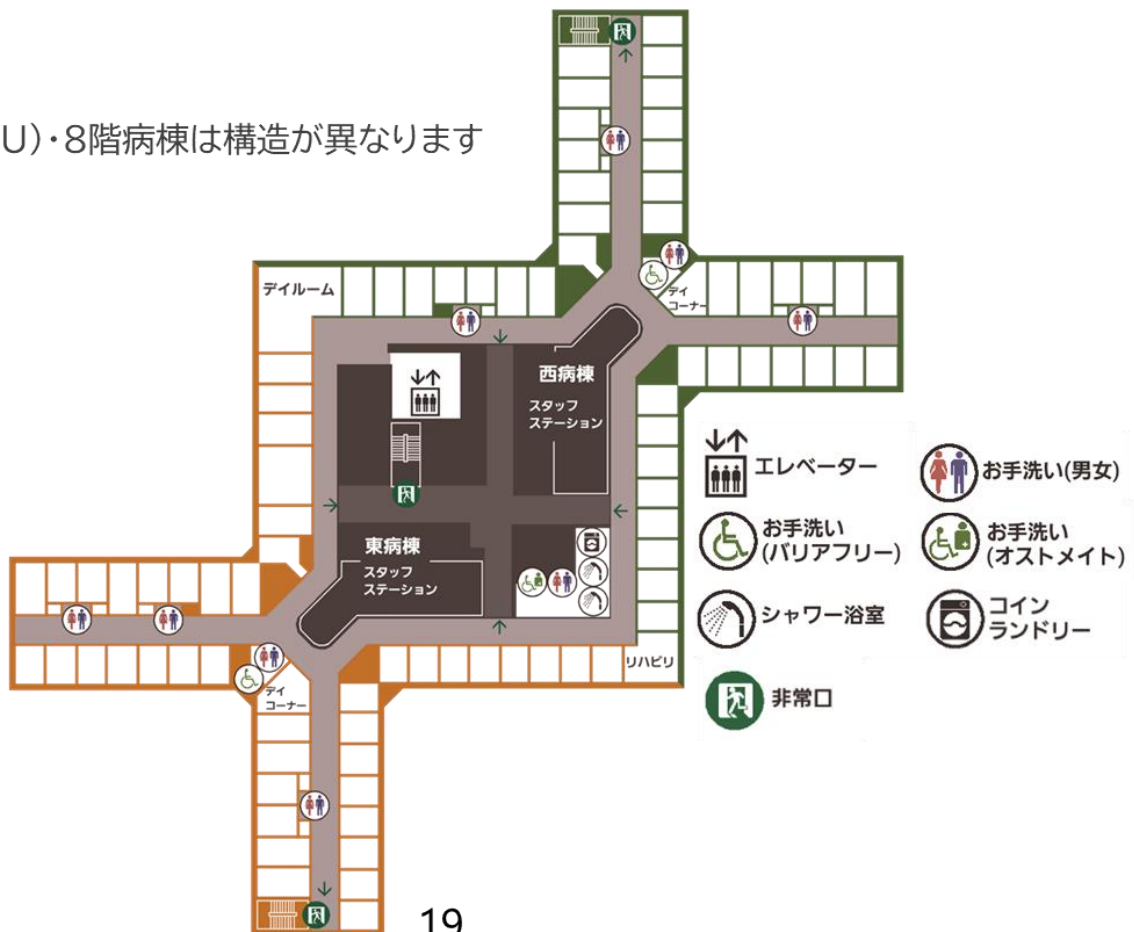 U)・8階病棟は構造が異なります
デイルーム
デイ
コーナー
西病棟
スタッフ
ステーション
東病棟
スタッフ
ステーション
リハビリ
デイ
コーナー
エレベーター
お手洗い(男女)
お手洗い
(バリアフリー)
お手洗い
(オストメイト)
シャワー浴室
コイン
ランドリー
非常口
19